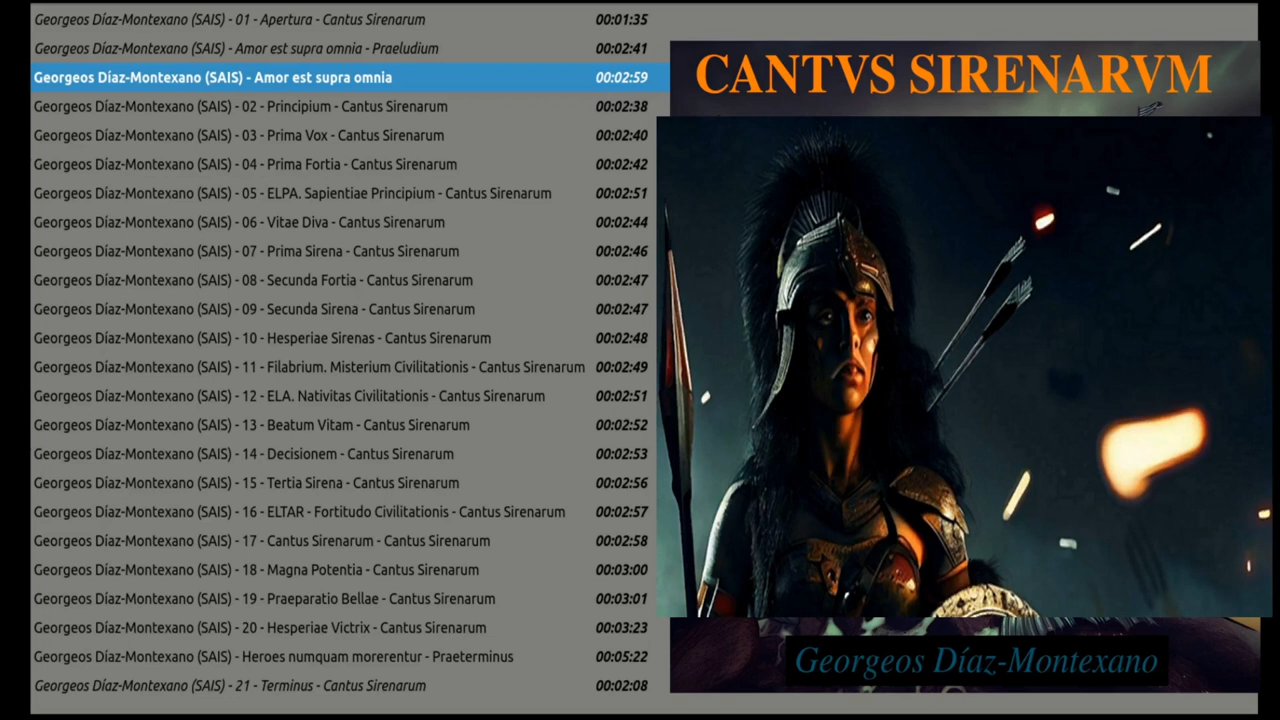 Georgeos Díaz-Montexano (SAIS) - 01 - Apertura - Cantus Sirenarum 00:01:35
Georgeos Díaz-Montexano (SAIS) - Amor est supra omnia - Praeludium 00:02:41
Georgeos Díaz-Montexano (SAIS) - Amor est supra omnia 00:02:59
Georgeos Díaz-Montexano (SAIS) - 02 - Principium - Cantus Sirenarum 00:02:38
Georgeos Díaz-Montexano (SAIS) - 03 - Prima Vox - Cantus Sirenarum 00:02:40
Georgeos Díaz-Montexano (SAIS) - 04 - Prima Fortia - Cantus Sirenarum 00:02:42
Georgeos Díaz-Montexano (SAIS) - 05 - ELPA. Sapientiae Principium - Cantus Sirenarum 00:02:51
Georgeos Díaz-Montexano (SAIS) - 06 - Vitae Diva - Cantus Sirenarum 00:02:44
Georgeos Díaz-Montexano (SAIS) - 07 - Prima Sirena - Cantus Sirenarum 00:02:46
Georgeos Díaz-Montexano (SAIS) - 08 - Secunda Fortia - Cantus Sirenarum 00:02:47
Georgeos Díaz-Montexano (SAIS) - 09 - Secunda Sirena - Cantus Sirenarum 00:02:47
Georgeos Díaz-Montexano (SAIS) - 10 - Hesperiae Sirenas - Cantus Sirenarum 00:02:48
Georgeos Díaz-Montexano (SAIS) - 11 - Filabrium. Misterium Civilitationis - Cantus Sirenarum 00:02:49
Georgeos Díaz-Montexano (SAIS) - 12 - ELA. Nativitas Civilitationis - Cantus Sirenarum 00:02:51
Georgeos Díaz-Montexano (SAIS) - 13 - Beatum Vitam - Cantus Sirenarum 00:02:52
Georgeos Díaz-Montexano (SAIS) - 14 - Decisionem - Cantus Sirenarum 00:02:53
Georgeos Díaz-Montexano (SAIS) - 15 - Tertia Sirena - Cantus Sirenarum 00:02:56
Georgeos Díaz-Montexano (SAIS) - 16 - ELTAR - Fortitudo Civilitationis - Cantus Sirenarum 00:02:57
Georgeos Díaz-Montexano (SAIS) - 17 - Cantus Sirenarum - Cantus Sirenarum 00:02:58
Georgeos Díaz-Montexano (SAIS) - 18 - Magna Potentia - Cantus Sirenarum 00:03:00
Georgeos Díaz-Montexano (SAIS) - 19 - Praeparatio Bellae - Cantus Sirenarum 00:03:01
Georgeos Díaz-Montexano (SAIS) - 20 - Hesperiae Victrix - Cantus Sirenarum 00:03:23
Georgeos Díaz-Montexano (SAIS) - Heroes numquam morerentur - Praeterminus 00:05:22
Georgeos Díaz-Montexano (SAIS) - 21 - Terminus - Cantus Sirenarum 00:02:08
CANTVS SIRENARVM
Georgeos Díaz-Montexano